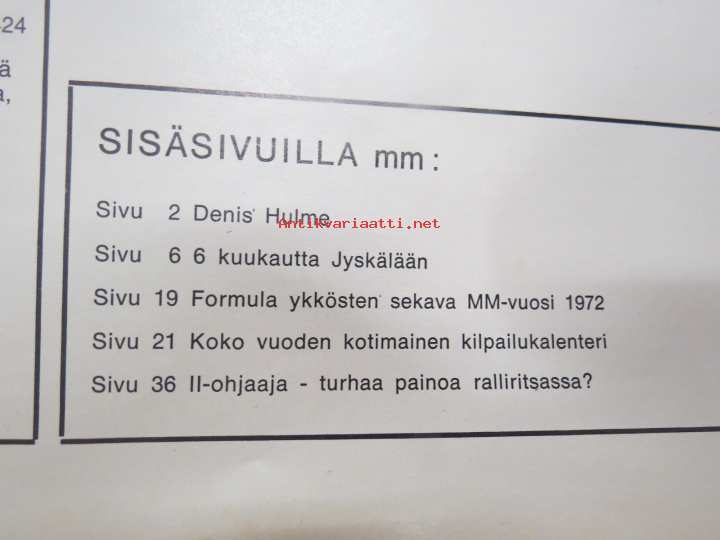 424
ä
a,
SISÄSIVUILLA mm:
Sivu 2 Denis Hulme
Antikvariaatti.net
Sivu 6 6 kuukautta Jyskälään
Sivu 19 Formula ykkösten sekava MM-vuosi 1972
Sivu 21 Koko vuoden kotimainen kilpailukalenteri
Sivu 36 II-ohjaaja - turhaa painoa ralliritsassa?